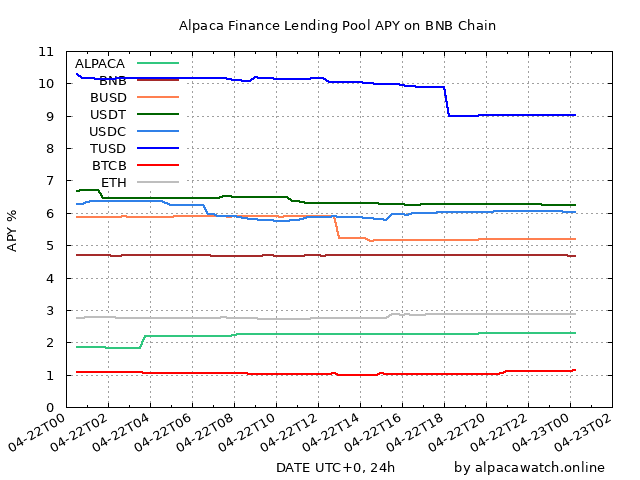 Alpaca Finance Lending Pool APY on BNB Chain
APY %
11
10
9
8
7
6
5
4
3
2
1
0
ALPACA
BNB
BUSD
USDT
USDC
TUSD
BTCB
ETH
04-22T00
04-22T02
04-22T04
04-22T06
04-22T08
04-22T10
04-22T12
04-22T14
04-22T16
04-22T18
04-22T20
04-22T22
04-23T00
04-23T02
DATE UTC+0, 24h
by alpacawatch.online